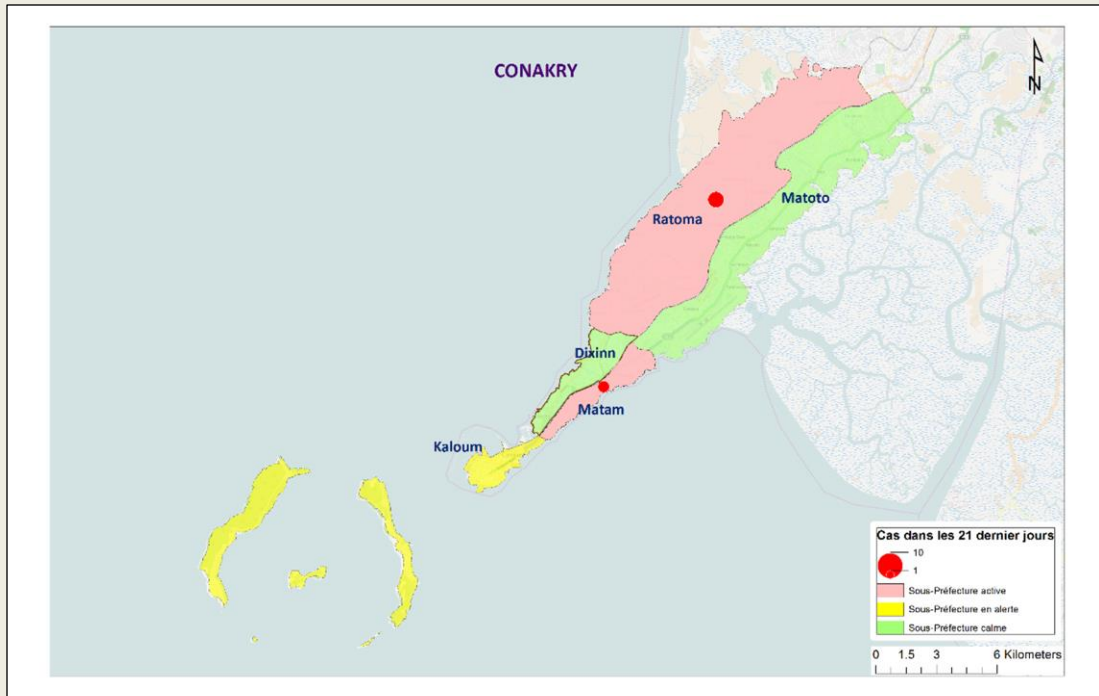 CONAKRY
N
Ratoma
Matoto
Dixinn
Matam
Kaloum
Cas dans les 21 dernier jours
10
1
Sous-Préfecture active
Sous-Préfecture en alerte
Sous-Préfecture calme
0 1.5 3 6 Kilometers